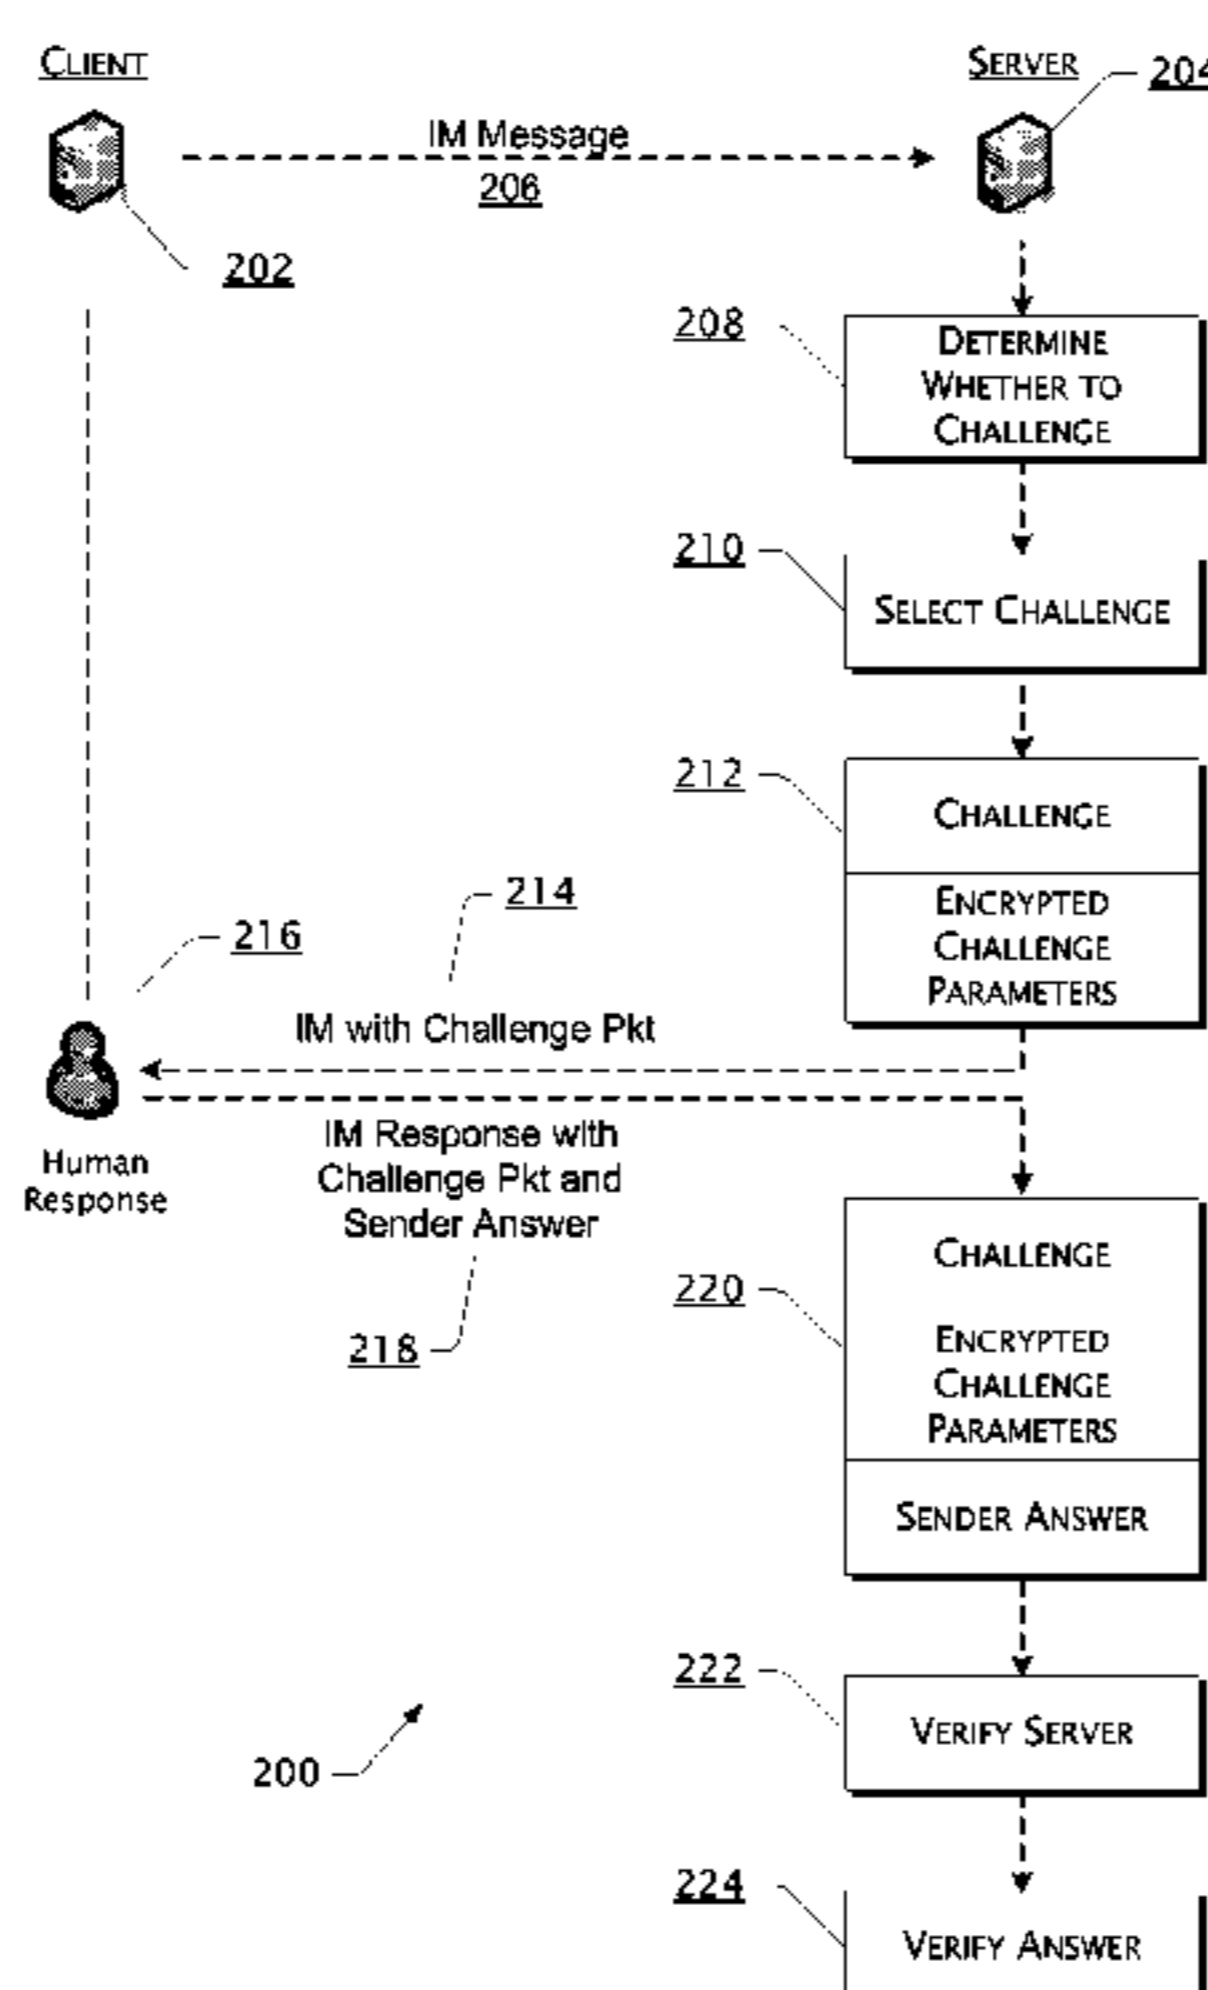 CLIENT
SERVER
204
IM Message
206
202
208
DETERMINE
WHETHER TO
CHALLENGE
210
SELECT CHALLENGE
212
CHALLENGE
ENCRYPTED
CHALLENGE
PARAMETERS
214
216
IM with Challenge Pkt
Human
Response
IM Response with
Challenge Pkt and
Sender Answer
218
220
CHALLENGE
ENCRYPTED
CHALLENGE
PARAMETERS
SENDER ANSWER
222
VERIFY SERVER
200
224
VERIFY ANSWER